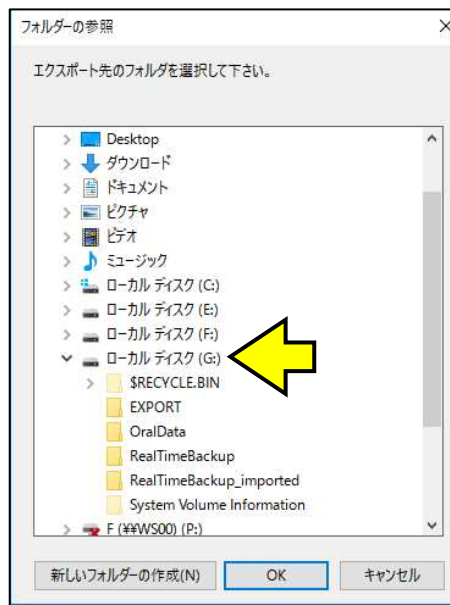 フォルダーの参照
エクスポート先のフォルダを選択して下さい。
Desktop
ダウンロード
ドキュメント
ピクチャ
ビデオ
ミュージック
ローカル ディスク (C:)
ローカル ディスク (E:)
ローカル ディスク (F:)
ローカル ディスク (G:)
$RECYCLE.BIN
EXPORT
OralData
RealTimeBackup
RealTimeBackup_imported
System Volume Information
F (¥¥WS00) (P:)
新しいフォルダーの作成(N)
OK
キャンセル